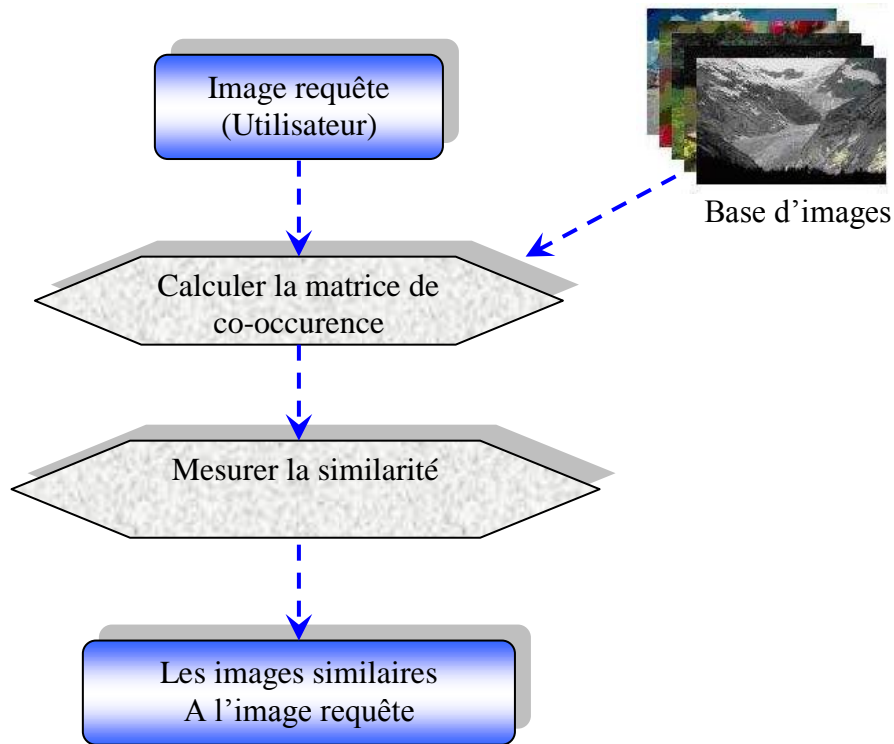 Image requête
(Utilisateur)
Base d’images
Calculer la matrice de
co-occurence
Mesurer la similarité
Les images similaires
A l’image requête